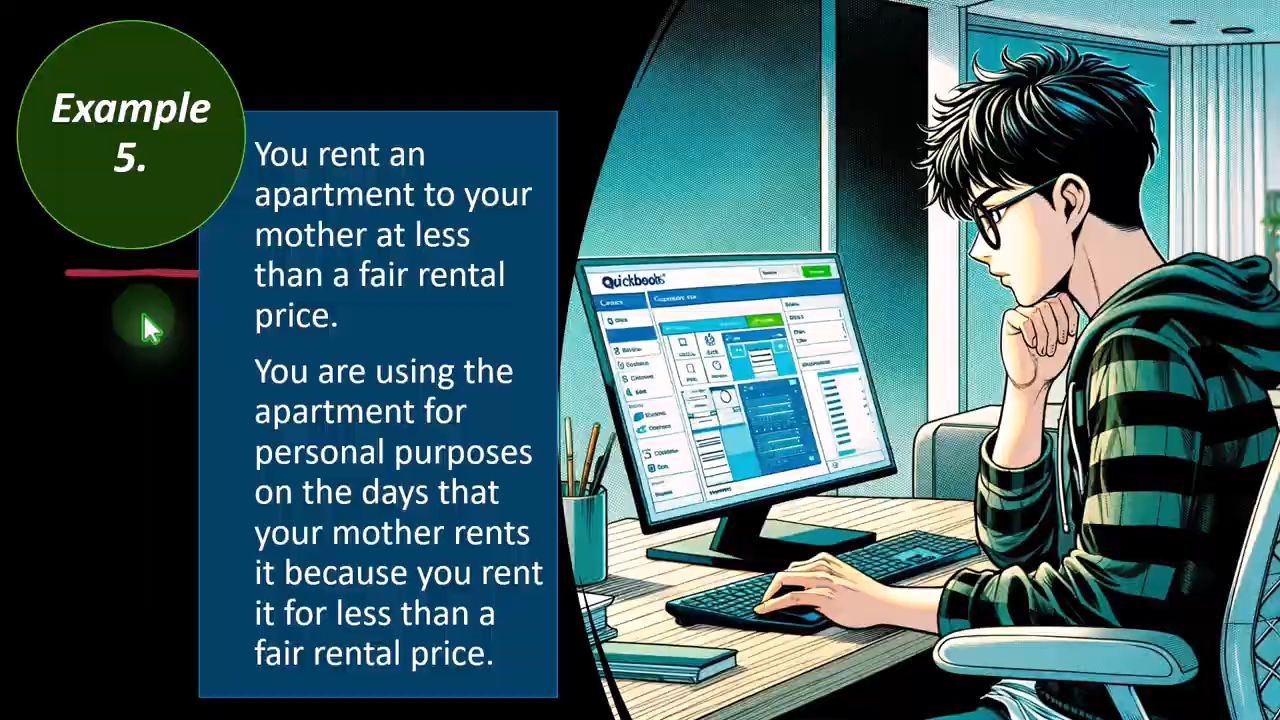 Example
5.
You rent an
apartment to your
mother at less
than a fair rental
price.
You are using the
apartment for
personal purposes
on the days that
your mother rents
it because you rent
it for less than a
fair rental price.
Quickbooks